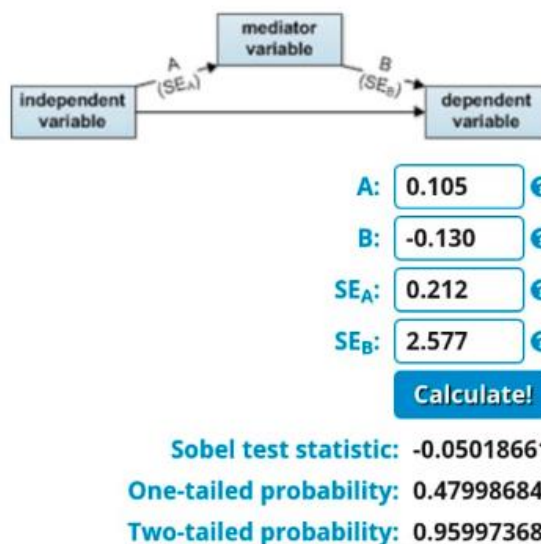 mediator
variable
A
(SEA)
B
(SEB)
independent
variable
dependent
variable
A: 0.105
B: -0.130
SEA: 0.212
SEB: 2.577
Calculate!
Sobel test statistic: -0.05018661
One-tailed probability: 0.47998684
Two-tailed probability: 0.95997368